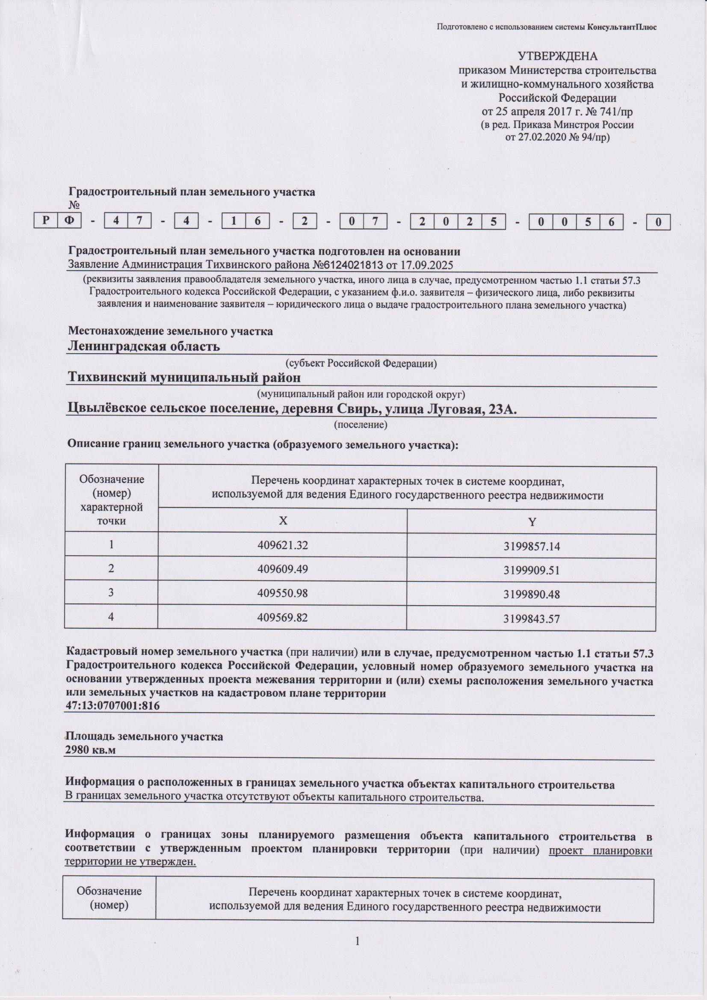 Подготовлено с использованием системы КонсультантПлюс
УТВЕРЖДЕНА
приказом Министерства строительства
и жилищно-коммунального хозяйства
Российской Федерации
от 25 апреля 2017 г. № 741/пр
(в ред. Приказа Минстроя России
от 27.02.2020 № 94/пр)
Градостроительный план земельного участка
№
Р Ф - 4 7 - 4 - 1 6 - 2 - 0 7 - 2 0 2 5 - 0 0 5 6 - 0
Градостроительный план земельного участка подготовлен на основании
Заявление Администрация Тихвинского района №6124021813 от 17.09.2025
(реквизиты заявления правообладателя земельного участка, иного лица в случае, предусмотренном частью 1.1 статьи 57.3
Градостроительного кодекса Российской Федерации, с указанием ф.и.о. заявителя – физического лица, либо реквизиты
заявления и наименование заявителя – юридического лица о выдаче градостроительного плана земельного участка)
Местонахождение земельного участка
Ленинградская область
(субъект Российской Федерации)
Тихвинский муниципальный район
(муниципальный район или городской округ)
Цвылёвское сельское поселение, деревня Свирь, улица Луговая, 23А.
(поселение)
Описание границ земельного участка (образуемого земельного участка):
Обозначение
(номер)
характерной
точки
Перечень координат характерных точек в системе координат,
используемой для ведения Единого государственного реестра недвижимости
X Y
1 409621.32 3199857.14
2 409609.49 3199909.51
3 409550.98 3199890.48
4 409569.82 3199843.57
Кадастровый номер земельного участка (при наличии) или в случае, предусмотренном частью 1.1 статьи 57.3
Градостроительного кодекса Российской Федерации, условный номер образуемого земельного участка на
основании утвержденных проекта межевания территории и (или) схемы расположения земельного участка
или земельных участков на кадастровом плане территории
47:13:0707001:816
Площадь земельного участка
2980 кв.м
Информация о расположенных в границах земельного участка объектах капитального строительства
В границах земельного участка отсутствуют объекты капитального строительства.
Информация о границах зоны планируемого размещения объекта капитального строительства в
соответствии с утвержденным проектом планировки территории (при наличии) проект планировки
территории не утвержден.
Обозначение
(номер)
Перечень координат характерных точек в системе координат,
используемой для ведения Единого государственного реестра недвижимости
1